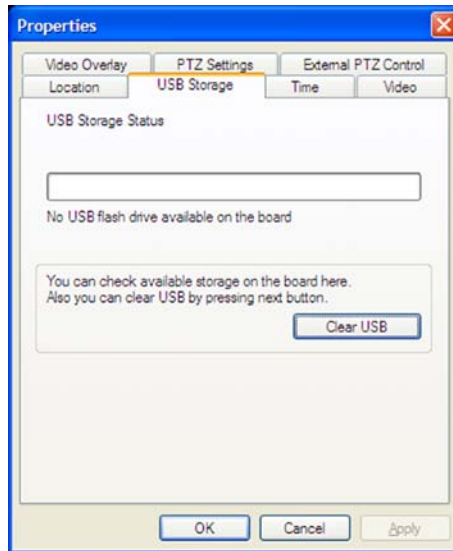 Properties
Video Overlay PTZ Settings External PTZ Control
Location USB Storage Time Video
USB Storage Status
No USB flash drive available on the board
You can check available storage on the board here.
Also you can clear USB by pressing next button.
Clear USB
OK Cancel Apply